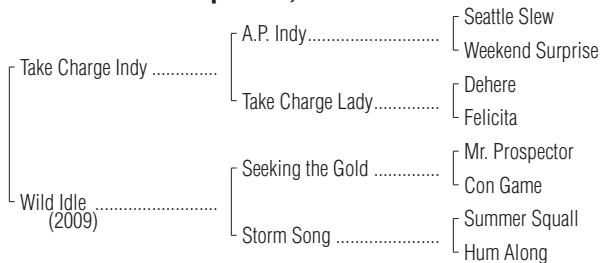 Seattle Slew
A.P. Indy..........................
Weekend Surprise
Take Charge Indy .............
Dehere
Take Charge Lady..............
Felicita
Mr. Prospector
Seeking the Gold ...............
Con Game
Wild Idle .........................
(2009)
Summer Squall
Storm Song .....................
Hum Along